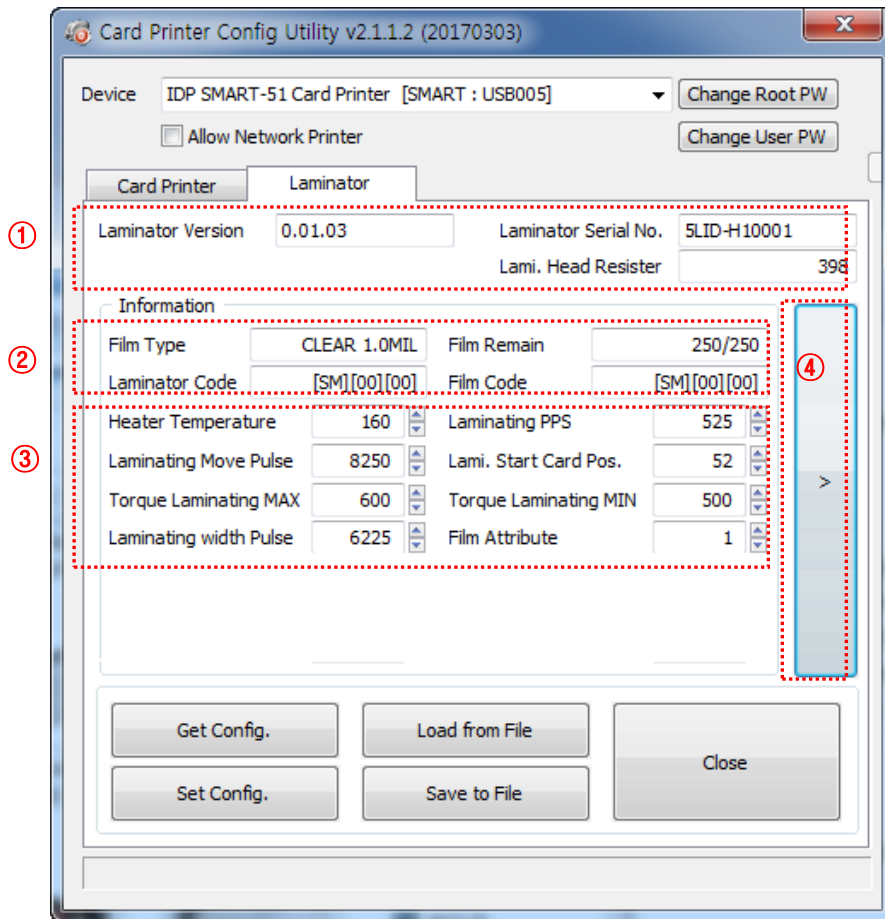 Card Printer Config Utility v2.1.1.2 (20170303)
Device IDP SMART-51 Card Printer [SMART : USB005] Change Root PW
Allow Network Printer Change User PW
Card Printer Laminator
① Laminator Version 0.01.03 Laminator Serial No. 5LID-H10001
Lami. Head Resister 398
Information
② Film Type CLEAR 1.0MIL Film Remain 250/250 ④
Laminator Code [SM][00][00] Film Code [SM][00][00]
③ Heater Temperature 160 Laminating PPS 525
Laminating Move Pulse 8250 Lami. Start Card Pos. 52 >
Torque Laminating MAX 600 Torque Laminating MIN 500
Laminating width Pulse 6225 Film Attribute 1
Get Config. Load from File Close
Set Config. Save to File